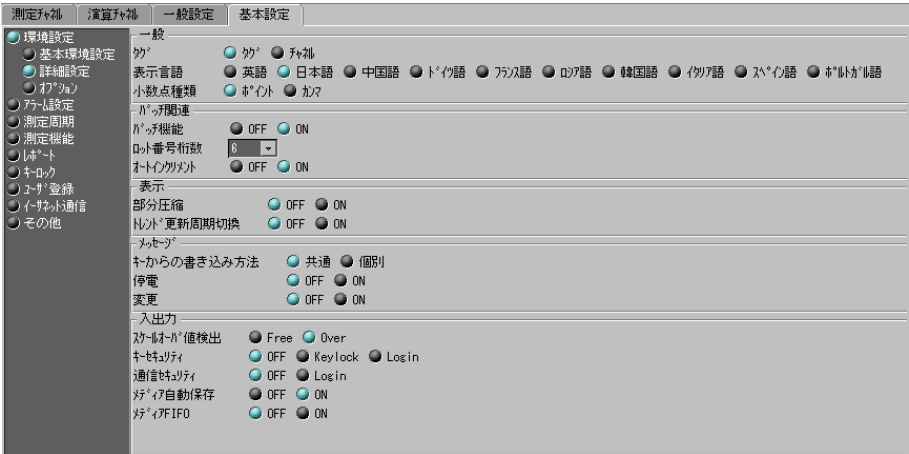 測定ﾁｬﾈﾙ 演算ﾁｬﾈﾙ 一般設定 基本設定
環境設定
基本環境設定
詳細設定
ｵﾌﾟｼｮﾝ
ｱﾗｰﾑ設定
測定周期
測定機能
ﾚﾎﾟｰﾄ
ｷｰﾛｯｸ
ﾕｰｻﾞ登録
ｲｰｻﾈｯﾄ通信
その他
一般
ﾀｸﾞ ﾀｸﾞ ﾁｬﾈﾙ
表示言語 英語 日本語 中国語 ﾄﾞｲﾂ語 ﾌﾗﾝｽ語 ﾛｼｱ語 韓国語 ｲﾀﾘｱ語 ｽﾍﾟｲﾝ語 ﾎﾟﾙﾄｶﾞﾙ語
小数点種類 ﾎﾟｲﾝﾄ ｶﾝﾏ
ﾊﾞｯﾁ関連
ﾊﾞｯﾁ機能 OFF ON
ﾛｯﾄ番号桁数 6
ｵｰﾄｲﾝｸﾘﾒﾝﾄ OFF ON
表示
部分圧縮 OFF ON
ﾄﾚﾝﾄﾞ更新周期切換 OFF ON
ﾒｯｾｰｼﾞ
ｷｰからの書き込み方法 共通 個別
停電 OFF ON
変更 OFF ON
入出力
ｽｹｰﾙｵｰﾊﾞ値検出 Free Over
ｷｰｾｷｭﾘﾃｨ OFF Keylock Login
通信ｾｷｭﾘﾃｨ OFF Login
ﾒﾃﾞｨｱ自動保存 OFF ON
ﾒﾃﾞｨｱFIFO OFF ON